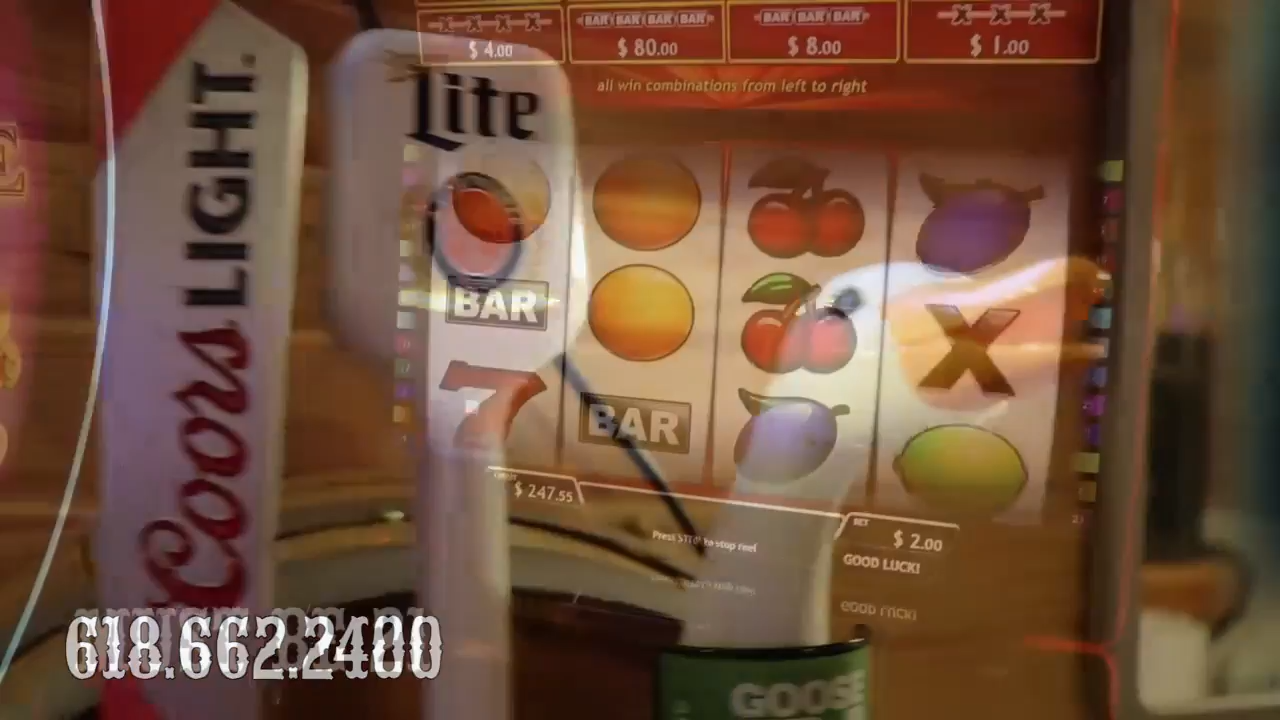 $ 4.00
BAR BAR BAR BAR
$ 80.00
BAR BAR BAR
$ 8.00
$ 1.00
all win combinations from left to right
Lite
Coors LIGHT
BAR
7
BAR
X
CREDIT
$ 247.55
BET
$ 2.00
Press STOP to stop reel
GOOD LUCK!
GOOD LUCK!
618.662.2400
GOOSE